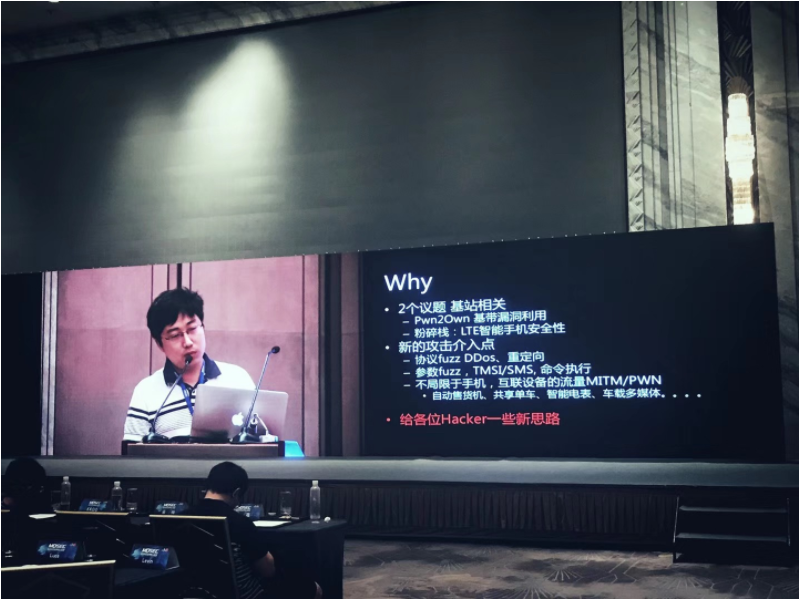 Why
• 2个议题 基站相关
– Pwn2Own 基带漏洞利用
– 粉碎栈：LTE智能手机安全性
• 新的攻击介入点
– 协议fuzz DDos、重定向
– 参数fuzz，TMSI/SMS, 命令执行
– 不局限于手机，互联设备的流量MITM/PWN
• 自动售货机、共享单车、智能电表、车载多媒体。。。。
• 给各位Hacker一些新思路
MOSEC
MOSEC